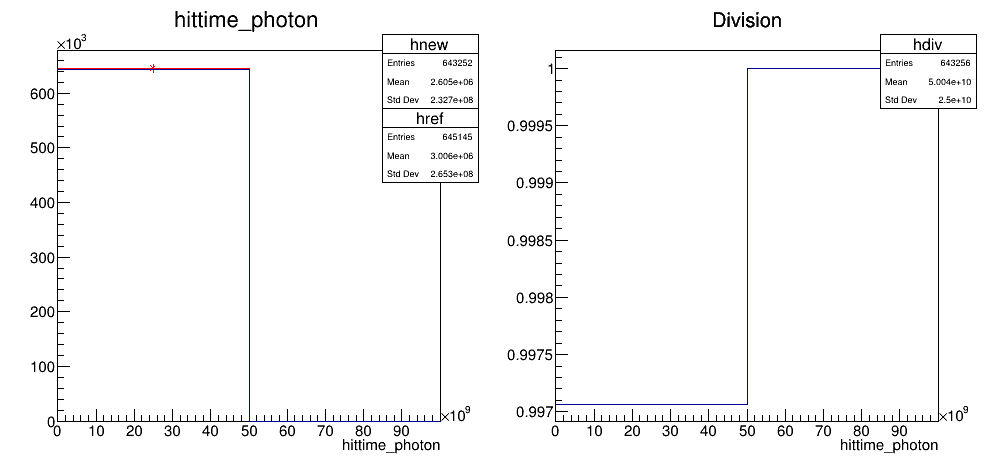 hittime_photon
×10³
hnew
Entries 643252
Mean 2.605e+06
Std Dev 2.327e+08
href
Entries 645145
Mean 3.006e+06
Std Dev 2.653e+08
600
500
400
300
200
100
0
0 10 20 30 40 50 60 70 80 90
×10⁹
hittime_photon
Division
hdiv
Entries 643256
Mean 5.004e+10
Std Dev 2.5e+10
1
0.9995
0.999
0.9985
0.998
0.9975
0.997
0 10 20 30 40 50 60 70 80 90
×10⁹
hittime_photon